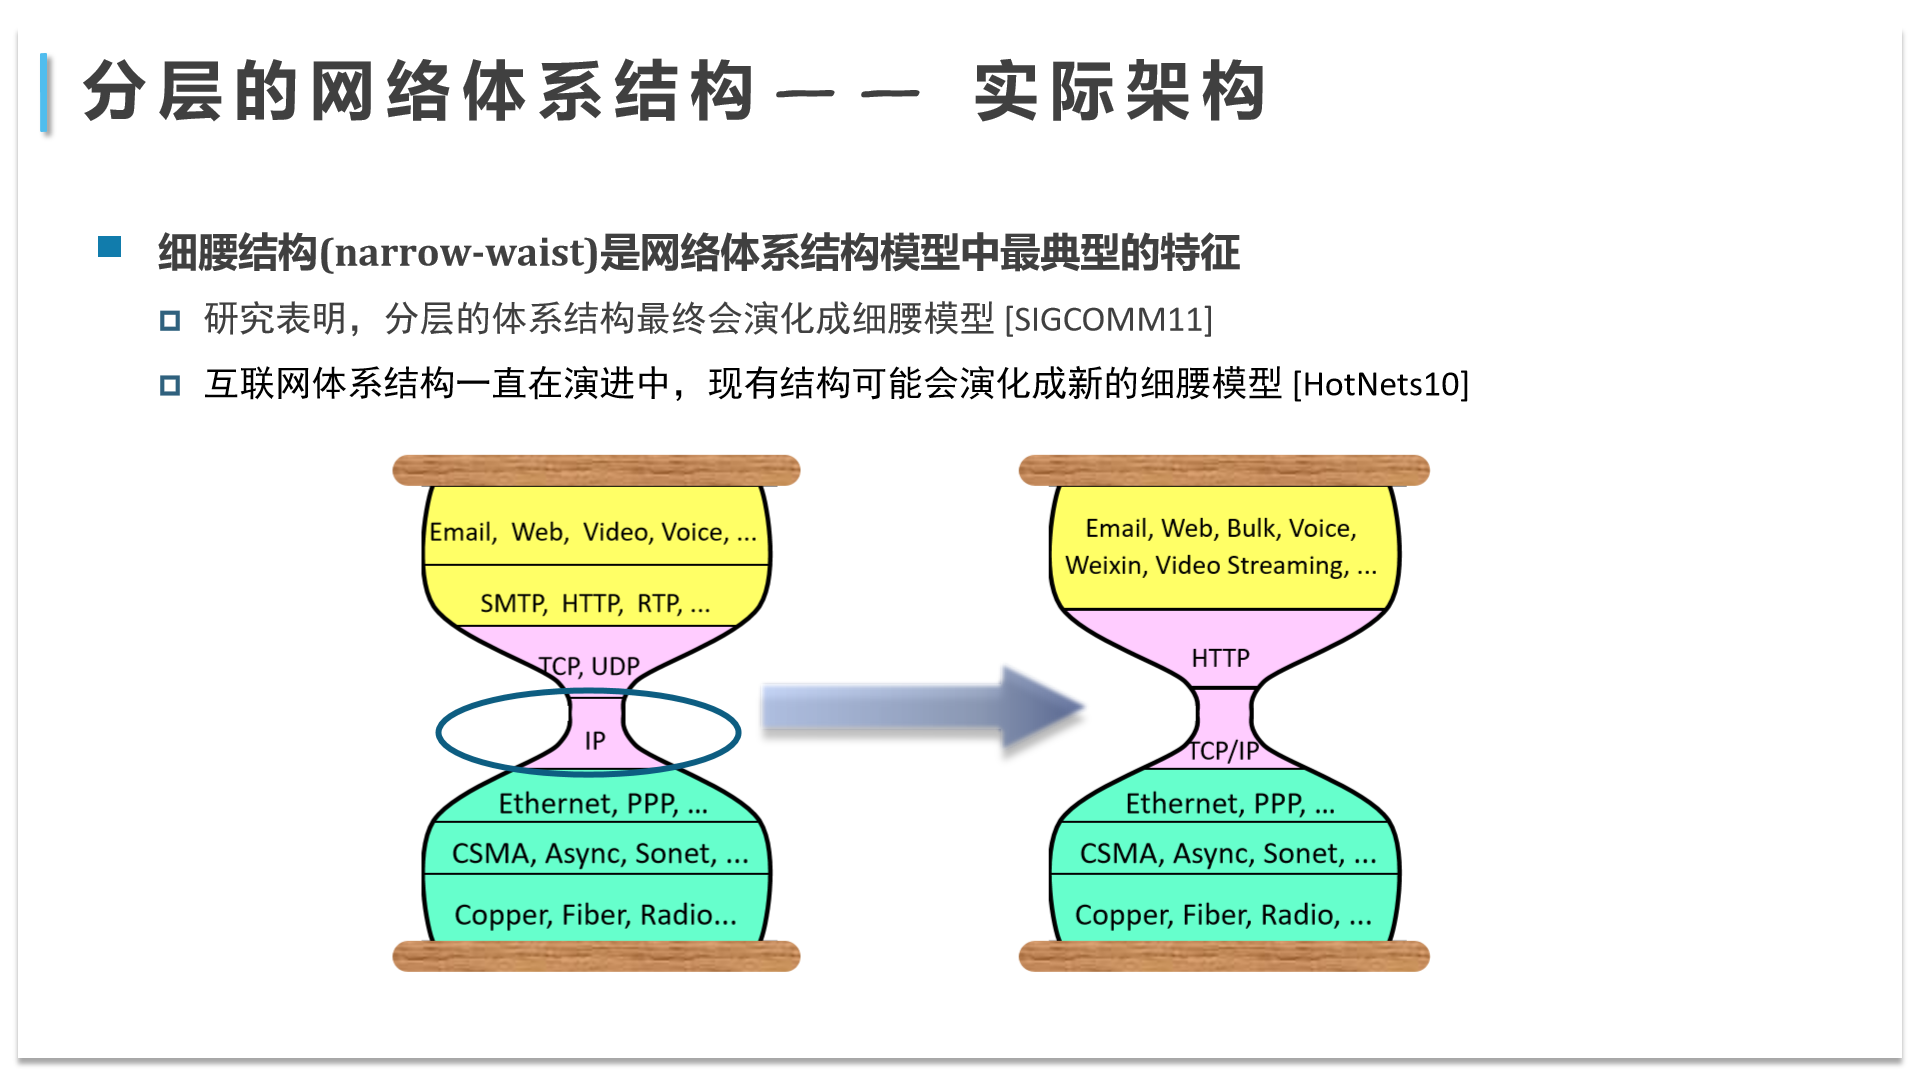 分层的网络体系结构—— 实际架构
细腰结构(narrow-waist)是网络体系结构模型中最典型的特征
研究表明，分层的体系结构最终会演化成细腰模型 [SIGCOMM11]
互联网体系结构一直在演进中，现有结构可能会演化成新的细腰模型 [HotNets10]
Email, Web, Video, Voice, ...
SMTP, HTTP, RTP, ...
TCP, UDP
IP
Ethernet, PPP, ...
CSMA, Async, Sonet, ...
Copper, Fiber, Radio...
Email, Web, Bulk, Voice,
Weixin, Video Streaming, ...
HTTP
TCP/IP
Ethernet, PPP, ...
CSMA, Async, Sonet, ...
Copper, Fiber, Radio, ...